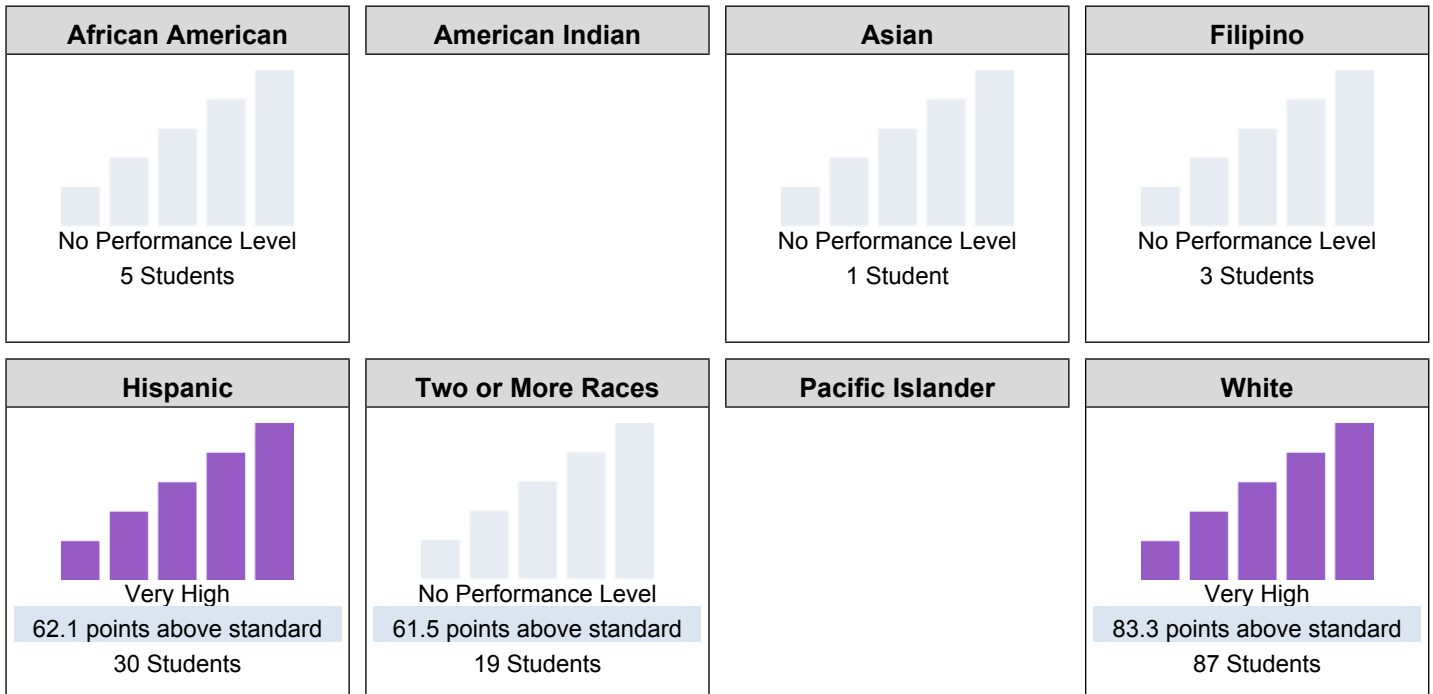 African American
No Performance Level
5 Students
American Indian
Asian
No Performance Level
1 Student
Filipino
No Performance Level
3 Students
Hispanic
Very High
62.1 points above standard
30 Students
Two or More Races
No Performance Level
61.5 points above standard
19 Students
Pacific Islander
White
Very High
83.3 points above standard
87 Students